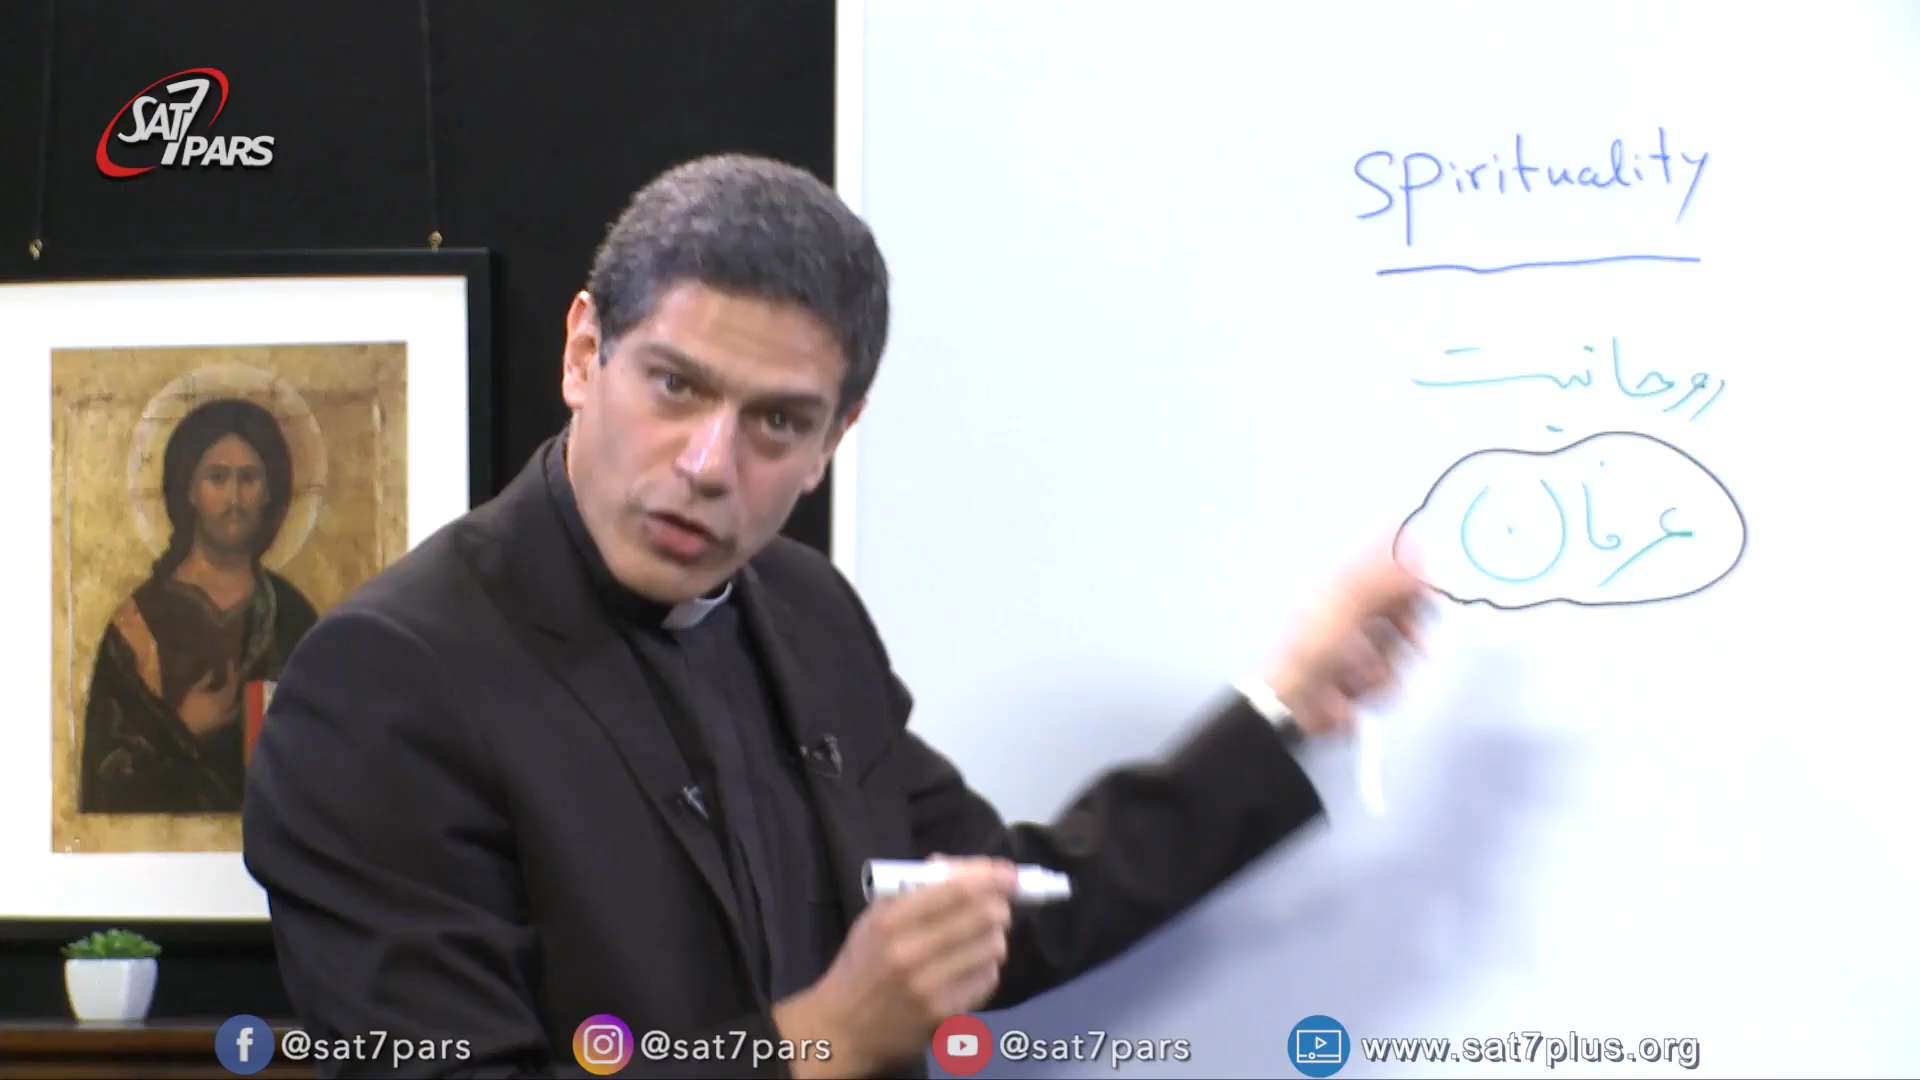 SAT7
PARS
spirituality
روحانیت
عرفان
@sat7pars
@sat7pars
@sat7pars
www.sat7plus.org